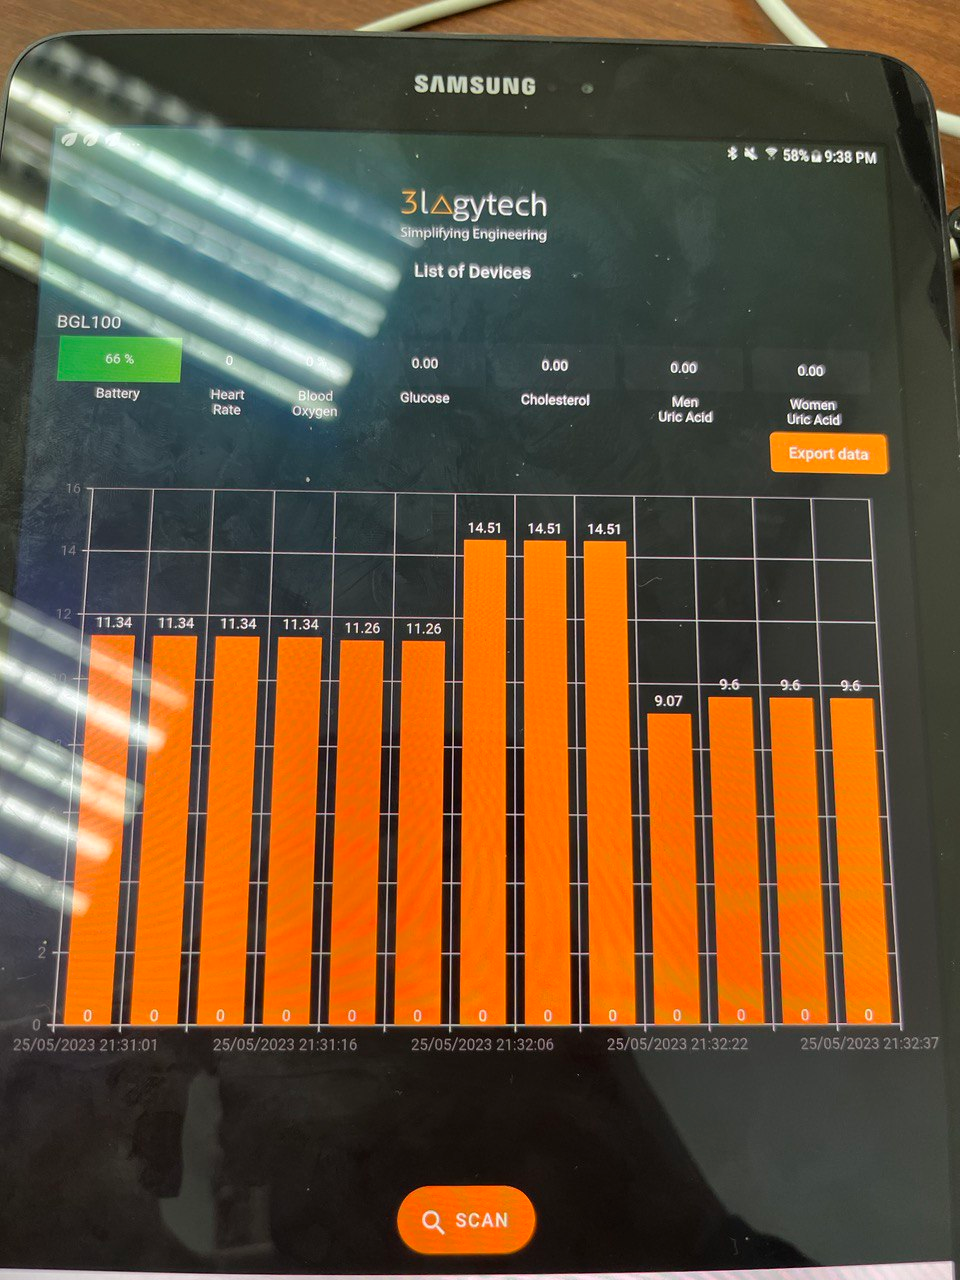 SAMSUNG
58% 9:38 PM
3l△gytech
Simplifying Engineering
List of Devices
BGL100
66 % 0 0 % 0.00 0.00 0.00 0.00
Battery Heart Rate Blood Oxygen Glucose Cholesterol Men Uric Acid Women Uric Acid
Export data
16
14
12
10
8
6
2
0
11.34 11.34 11.34 11.34 11.26 11.26 14.51 14.51 14.51 9.07 9.6 9.6 9.6
0 0 0 0 0 0 0 0 0 0 0 0 0
25/05/2023 21:31:01 25/05/2023 21:31:16 25/05/2023 21:32:06 25/05/2023 21:32:22 25/05/2023 21:32:37
SCAN